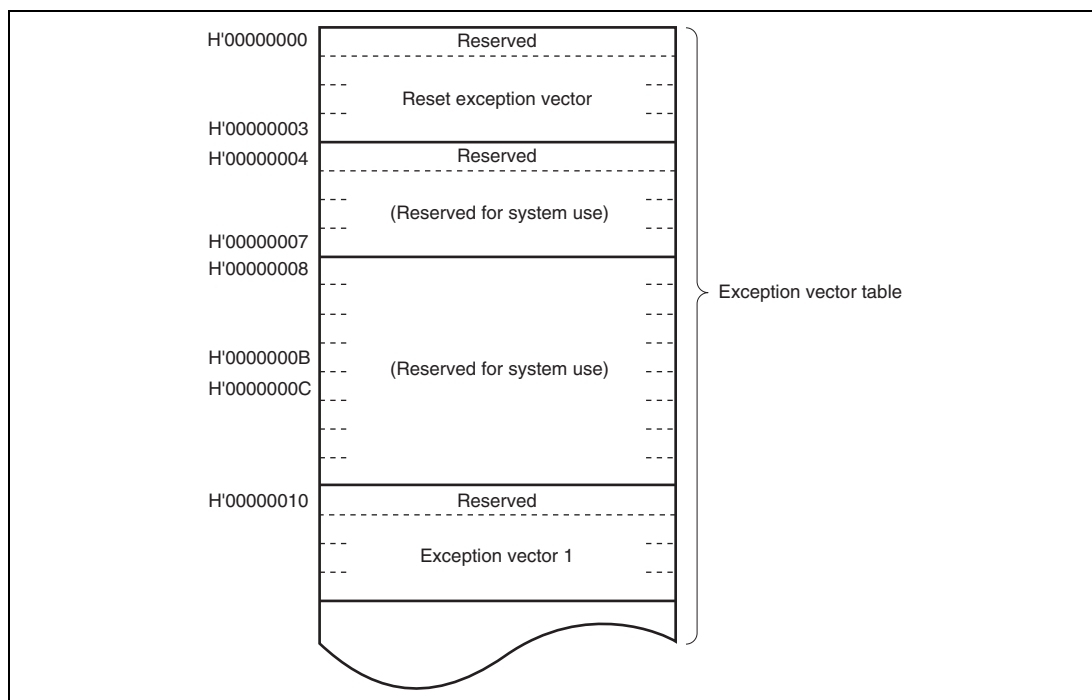 H'00000000 Reserved
Reset exception vector
H'00000003
H'00000004 Reserved
(Reserved for system use)
H'00000007
H'00000008
Exception vector table
H'0000000B
(Reserved for system use)
H'0000000C
H'00000010 Reserved
Exception vector 1